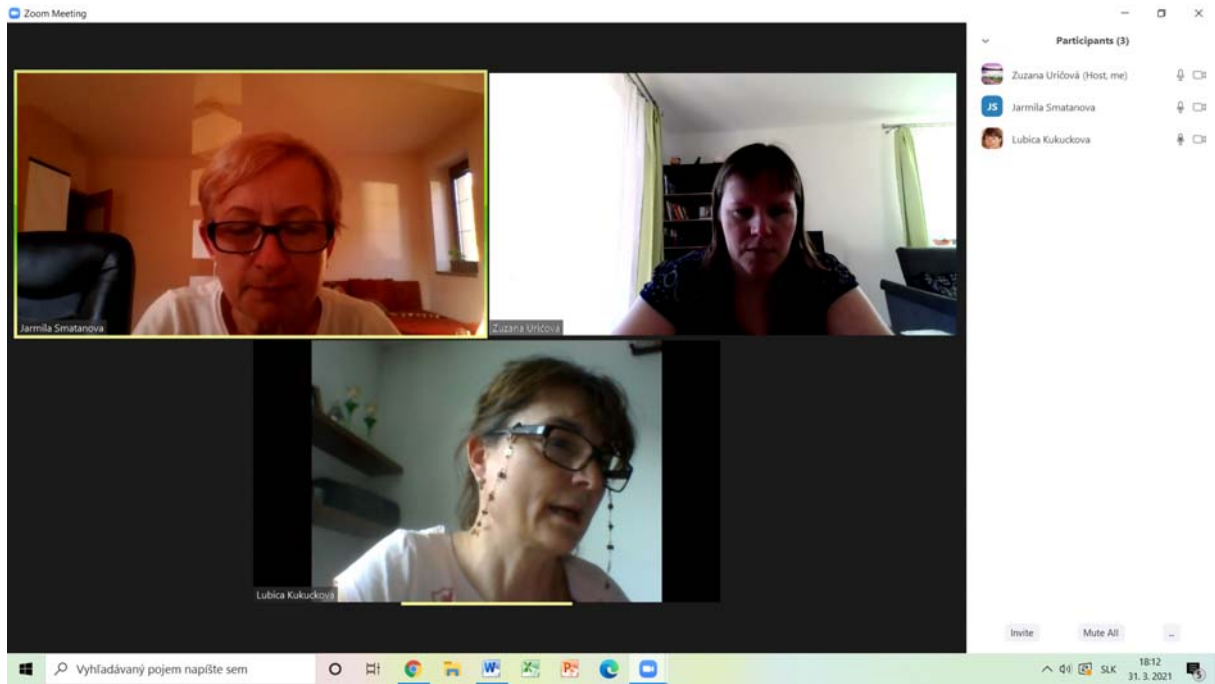 Zoom Meeting
Participants (3)
Zuzana Uričová (Host, me)
JS Jarmila Smatanova
Lubica Kukuckova
Jarmila Smatanova
Zuzana Uričová
Lubica Kukuckova
Invite
Mute All
...
Vyhľadávaný pojem napíšte sem
SLK
18:12
31. 3. 2021
5